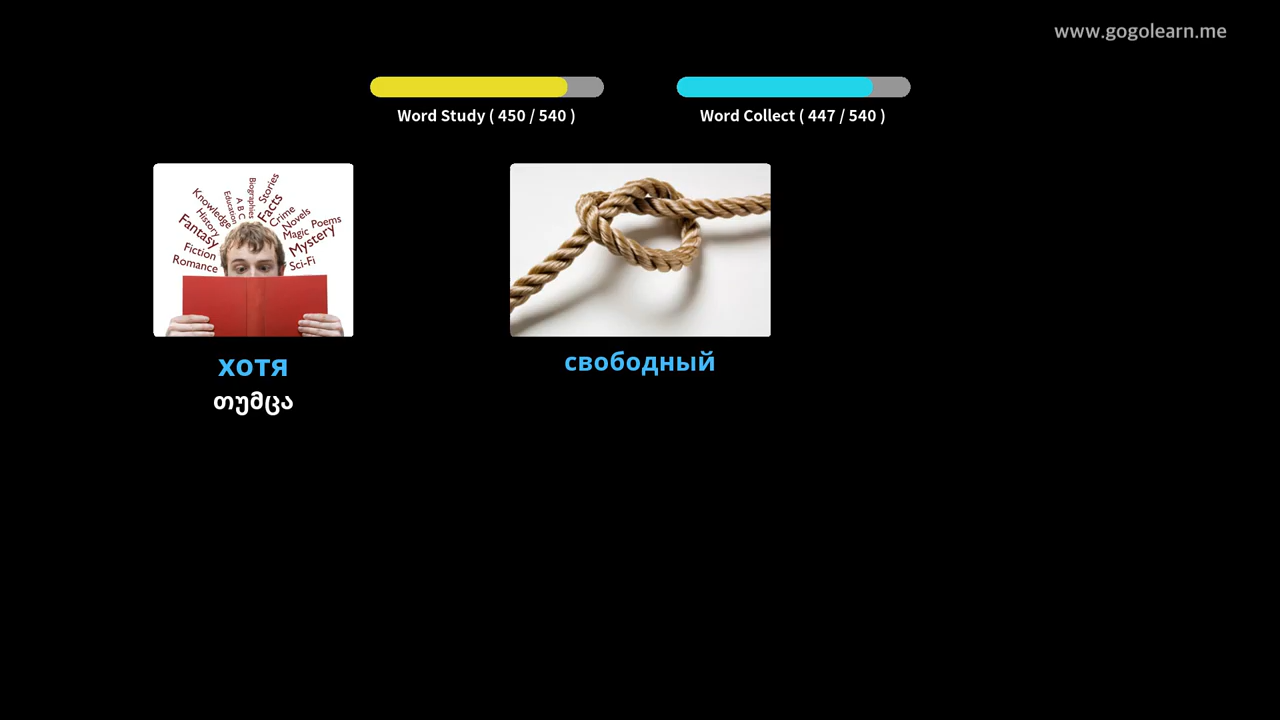 www.gogolearn.me
Word Study ( 450 / 540 )
Word Collect ( 447 / 540 )
Stories
Biographies
Facts
A B C
Education
Knowledge
Crime
History
Novels
Poems
Fantasy
Magic
Mystery
Fiction
Romance
Sci-Fi
хотя
თუმცა
свободный